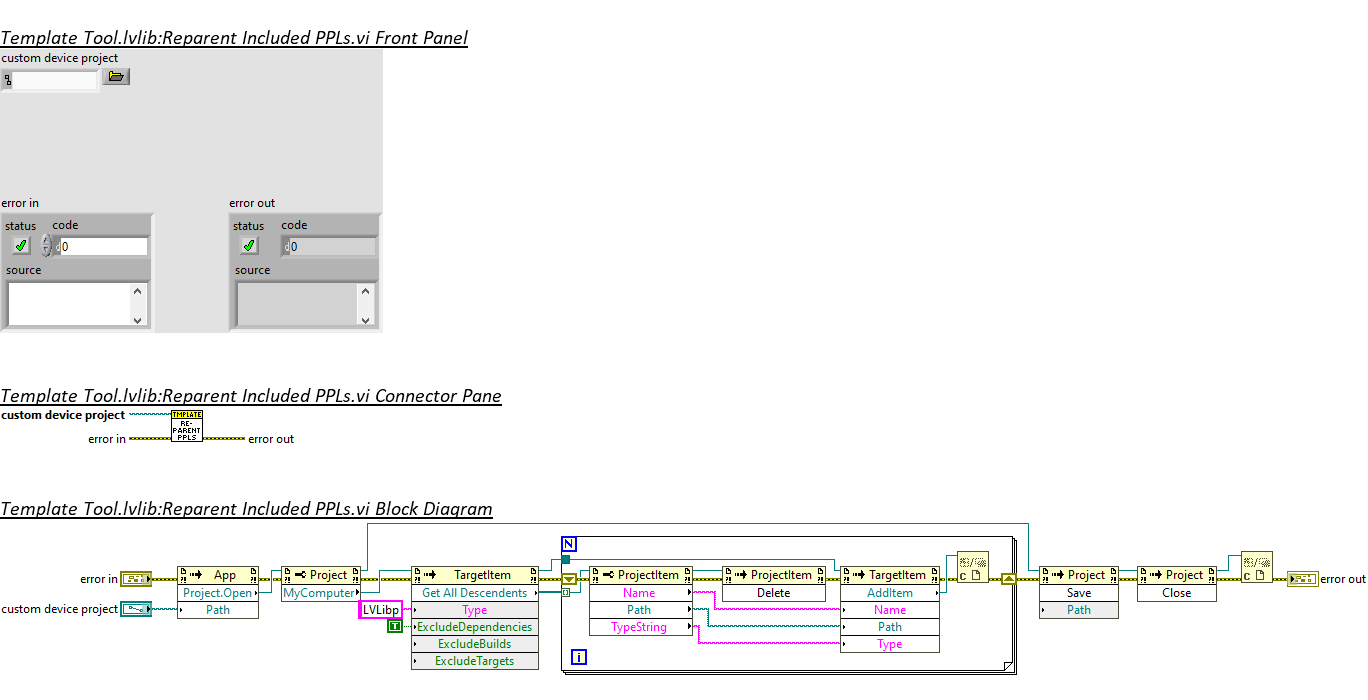 Template Tool.lvlib:Reparent Included PPLs.vi Front Panel
custom device project
error in
error out
status code
status code
0
0
source
source
Template Tool.lvlib:Reparent Included PPLs.vi Connector Pane
custom device project
TMPLATE
RE-
PARENT
PPLS
error in
error out
Template Tool.lvlib:Reparent Included PPLs.vi Block Diagram
N
error in
App
Project
TargetItem
ProjectItem
ProjectItem
TargetItem
Project
Project
error out
Project.Open
MyComputer
Get All Descendents
Name
Delete
AddItem
Save
Close
custom device project
Path
LVLibp
Type
Path
Name
Path
T
ExcludeDependencies
TypeString
Path
ExcludeBuilds
Type
ExcludeTargets
i